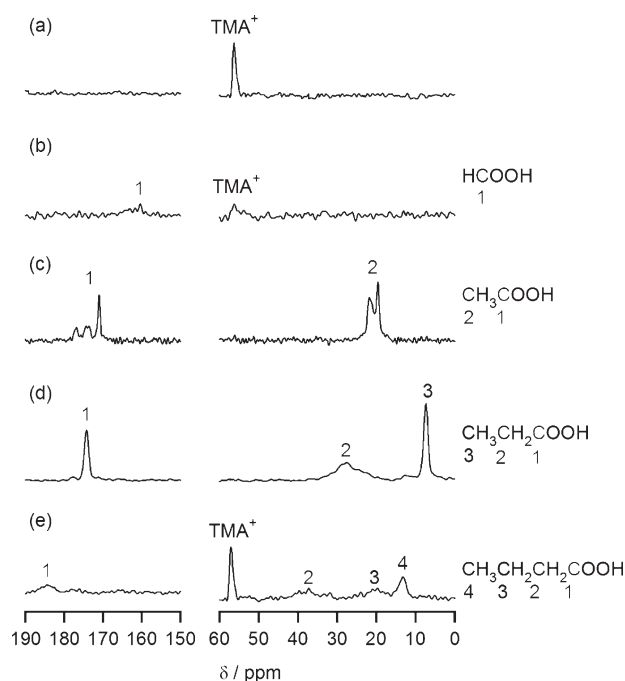 (a)
TMA+
(b)
1
TMA+
HCOOH
1
(c)
1
2
CH3COOH
2 1
(d)
1
2
3
CH3CH2COOH
3 2 1
(e)
1
TMA+
2
3
4
CH3CH2CH2COOH
4 3 2 1
190 180 170 160 150 60 50 40 30 20 10 0
δ / ppm